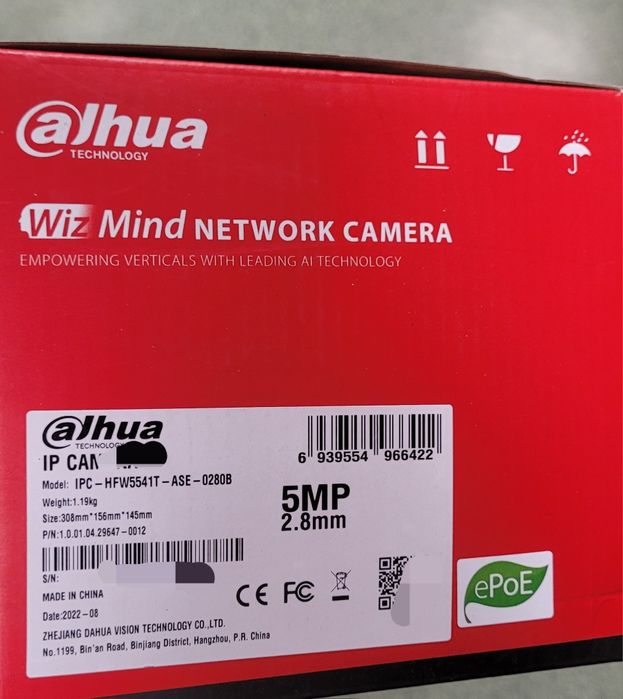 alhua
TECHNOLOGY
Wiz Mind NETWORK CAMERA
EMPOWERING VERTICALS WITH LEADING AI TECHNOLOGY
alhua
TECHNOLOGY
IP
Model: IPC-HFW5541T-ASE-0280B
Weight:1.19kg
Size:308mm*156mm*145mm
P/N:1.0.01.04.29647-0012
6 939554 966422
5MP
2.8mm
S/N:
MADE IN CHINA
Date:2022-08
CE FC
ZHEJIANG DAHUA VISION TECHNOLOGY CO.,LTD.
No.1199, Bin'an Road, Binjiang District, Hangzhou, P.R. China
ePoE